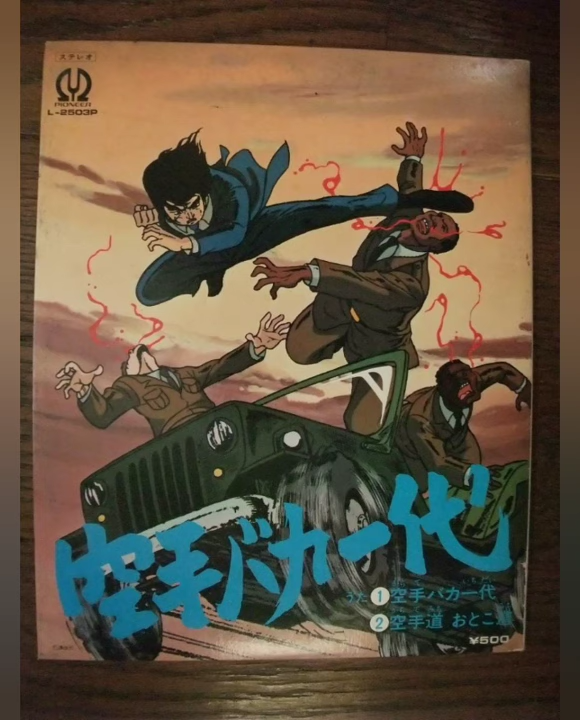 ステレオ
PIONEER
L-2503P
空手バカ一代
うた ① 空手バカ一代
② 空手道 おとこ道
¥500